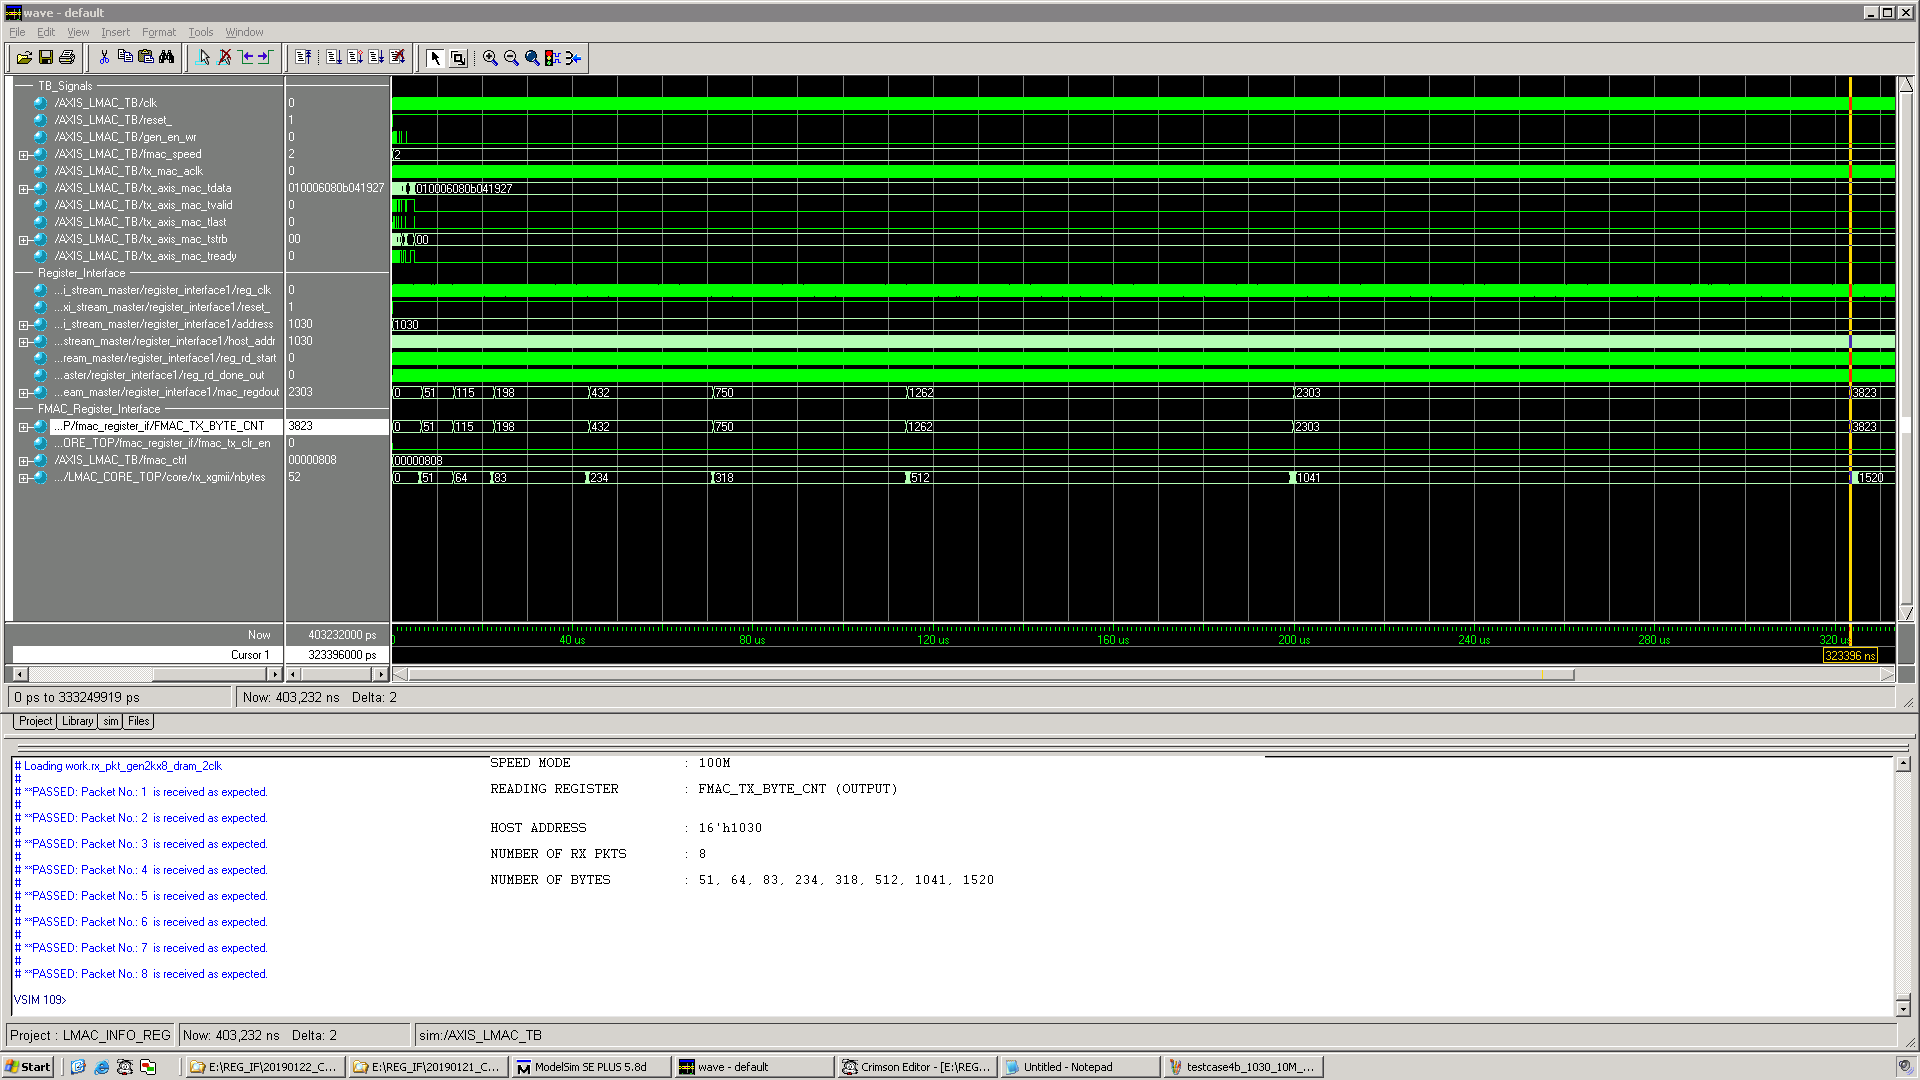 wave - default
File Edit View Insert Format Tools Window
TB_Signals
/AXIS_LMAC_TB/clk 0
/AXIS_LMAC_TB/reset_ 1
/AXIS_LMAC_TB/gen_en_wr 0
/AXIS_LMAC_TB/fmac_speed 2 2
/AXIS_LMAC_TB/tx_mac_aclk 0
/AXIS_LMAC_TB/tx_axis_mac_tdata 010006080b041927 010006080b041927
/AXIS_LMAC_TB/tx_axis_mac_tvalid 0
/AXIS_LMAC_TB/tx_axis_mac_tlast 0
/AXIS_LMAC_TB/tx_axis_mac_tstrb 00 00
/AXIS_LMAC_TB/tx_axis_mac_tready 0
Register_Interface
...i_stream_master/register_interface1/reg_clk 0
...xi_stream_master/register_interface1/reset_ 1
...i_stream_master/register_interface1/address 1030 1030
...stream_master/register_interface1/host_addr 1030
...ream_master/register_interface1/reg_rd_start 0
...aster/register_interface1/reg_rd_done_out 0
...eam_master/register_interface1/mac_regdout 2303 0 51 115 198 432 750 1262 2303 3823
FMAC_Register_Interface
...P/fmac_register_if/FMAC_TX_BYTE_CNT 3823 0 51 115 198 432 750 1262 2303 3823
...ORE_TOP/fmac_register_if/fmac_tx_clr_en 0
/AXIS_LMAC_TB/fmac_ctrl 00000808 00000808
.../LMAC_CORE_TOP/core/rx_xgmii/nbytes 52 0 51 64 83 234 318 512 1041 1520
Now 403232000 ps 0 40 us 80 us 120 us 160 us 200 us 240 us 280 us 320 us
Cursor 1 323396000 ps 323396 ns
0 ps to 333249919 ps Now: 403,232 ns Delta: 2
Project Library sim Files
# Loading work.rx_pkt_gen2kx8_dram_2clk
#
# **PASSED: Packet No.: 1 is received as expected.
#
# **PASSED: Packet No.: 2 is received as expected.
#
# **PASSED: Packet No.: 3 is received as expected.
#
# **PASSED: Packet No.: 4 is received as expected.
#
# **PASSED: Packet No.: 5 is received as expected.
#
# **PASSED: Packet No.: 6 is received as expected.
#
# **PASSED: Packet No.: 7 is received as expected.
#
# **PASSED: Packet No.: 8 is received as expected.
VSIM 109>
SPEED MODE : 100M
READING REGISTER : FMAC_TX_BYTE_CNT (OUTPUT)
HOST ADDRESS : 16'h1030
NUMBER OF RX PKTS : 8
NUMBER OF BYTES : 51, 64, 83, 234, 318, 512, 1041, 1520
Project : LMAC_INFO_REG Now: 403,232 ns Delta: 2 sim:/AXIS_LMAC_TB
Start E:\REG_IF\20190122_C... E:\REG_IF\20190121_C... ModelSim SE PLUS 5.8d wave - default Crimson Editor - [E:\REG... Untitled - Notepad testcase4b_1030_10M_...